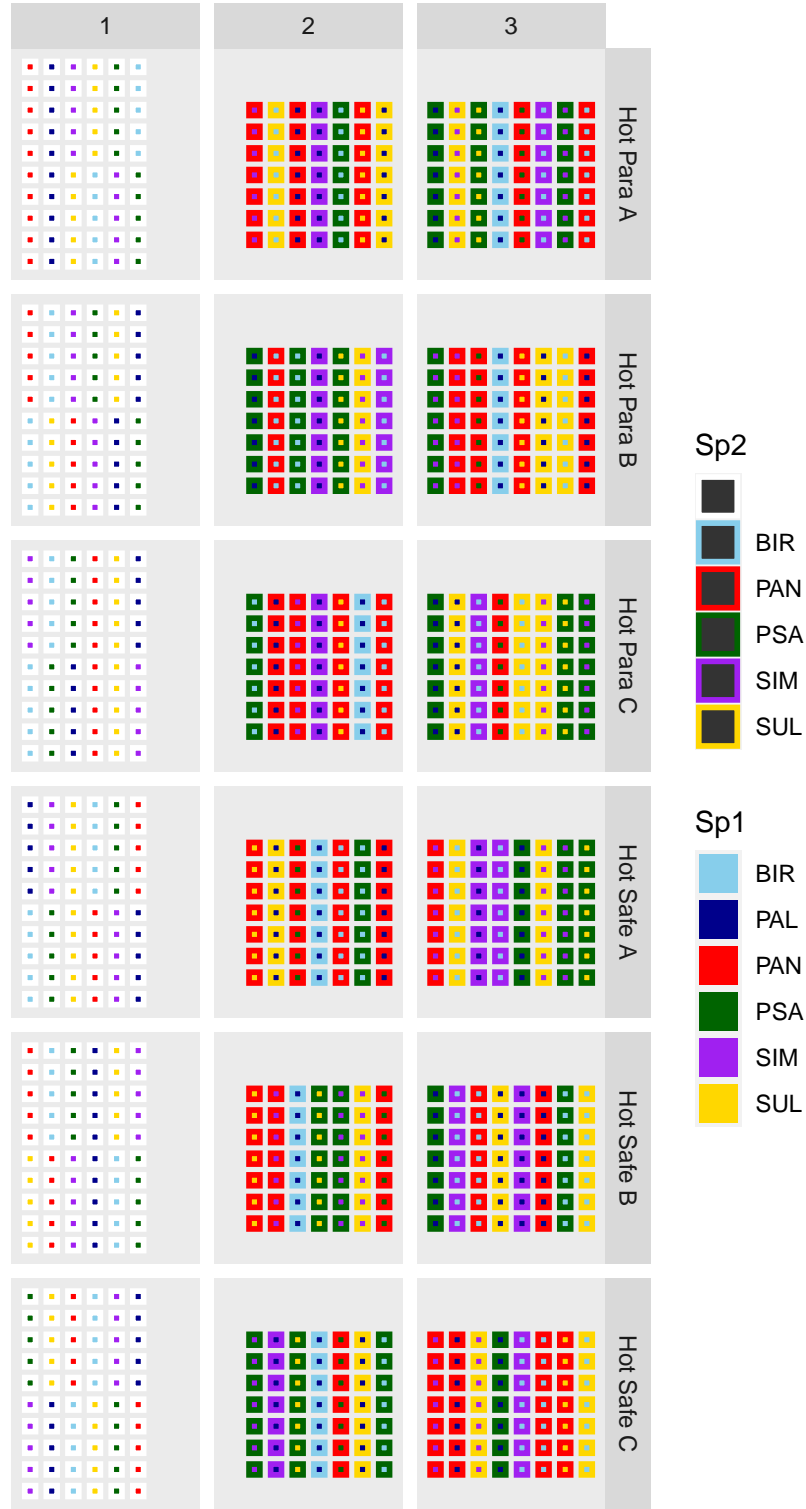 1
2
3
Hot Para A
Hot Para B
Hot Para C
Hot Safe A
Hot Safe B
Hot Safe C
Sp2
BIR
PAN
PSA
SIM
SUL
Sp1
BIR
PAL
PAN
PSA
SIM
SUL